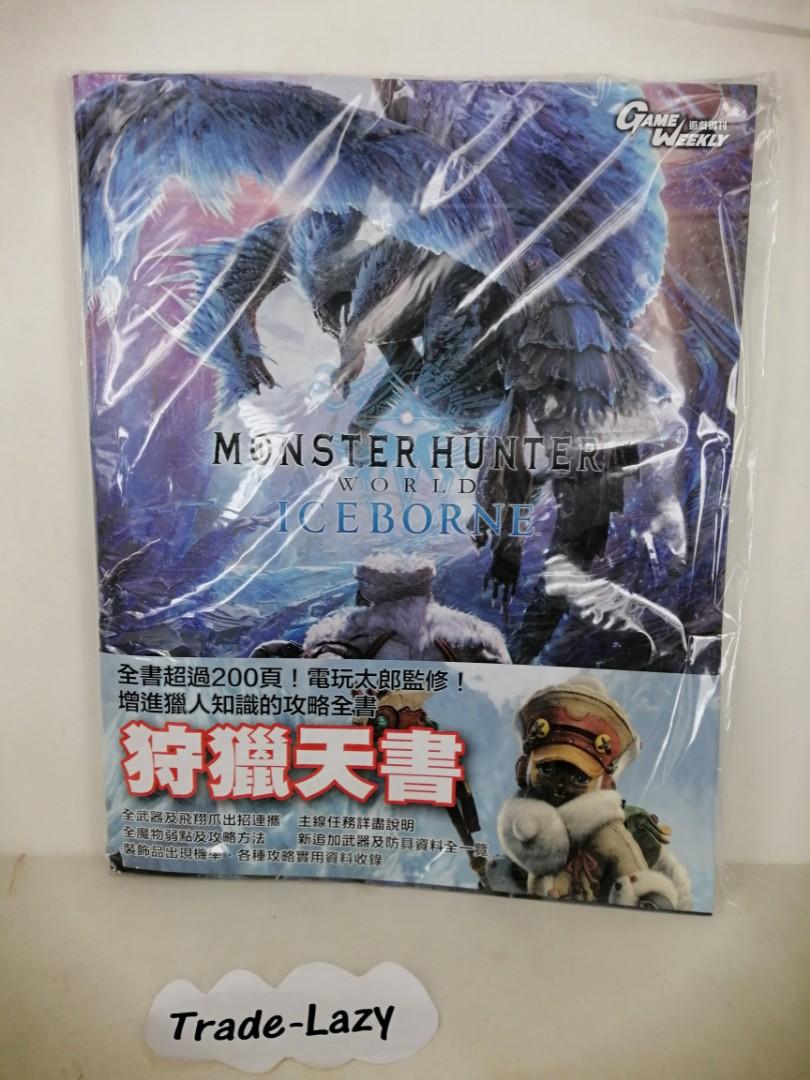 GAME WEEKLY 遊戲週刊
MONSTER HUNTER
WORLD
ICEBORNE
全書超過200頁！電玩太郎監修！
增進獵人知識的攻略全書
狩獵天書
全武器及飛翔爪出招連攜 主線任務詳盡說明
全魔物弱點及攻略方法 新追加武器及防具資料全一覽
裝飾品出現機率、各種攻略實用資料收錄
Trade-Lazy